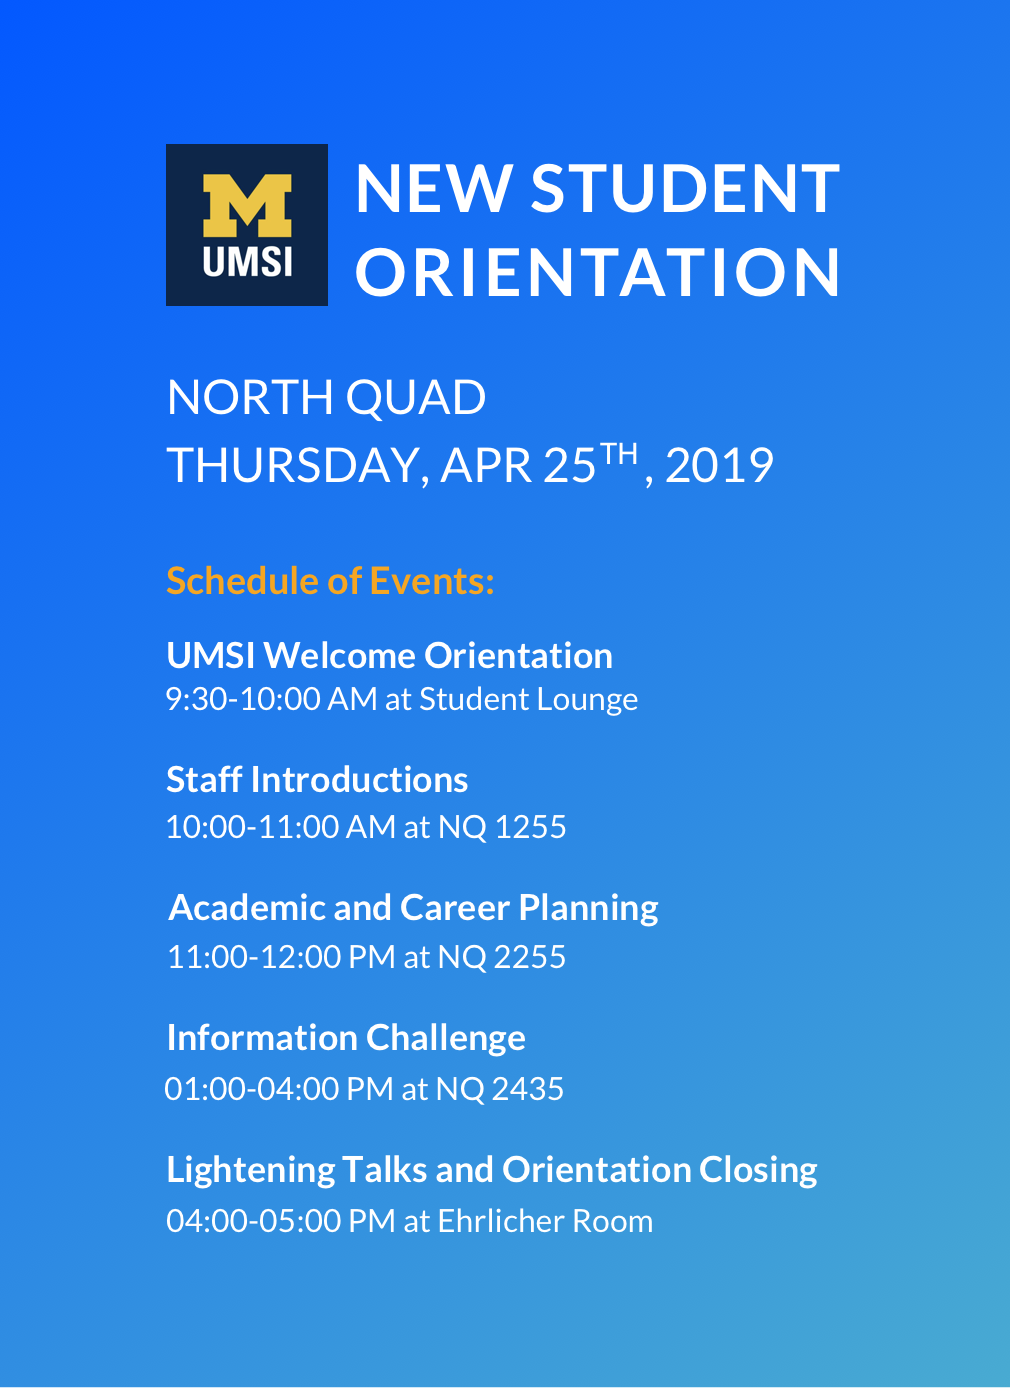 M
UMSI
NEW STUDENT
ORIENTATION
NORTH QUAD
THURSDAY, APR 25TH, 2019
Schedule of Events:
UMSI Welcome Orientation
9:30-10:00 AM at Student Lounge
Staff Introductions
10:00-11:00 AM at NQ 1255
Academic and Career Planning
11:00-12:00 PM at NQ 2255
Information Challenge
01:00-04:00 PM at NQ 2435
Lightening Talks and Orientation Closing
04:00-05:00 PM at Ehrlicher Room